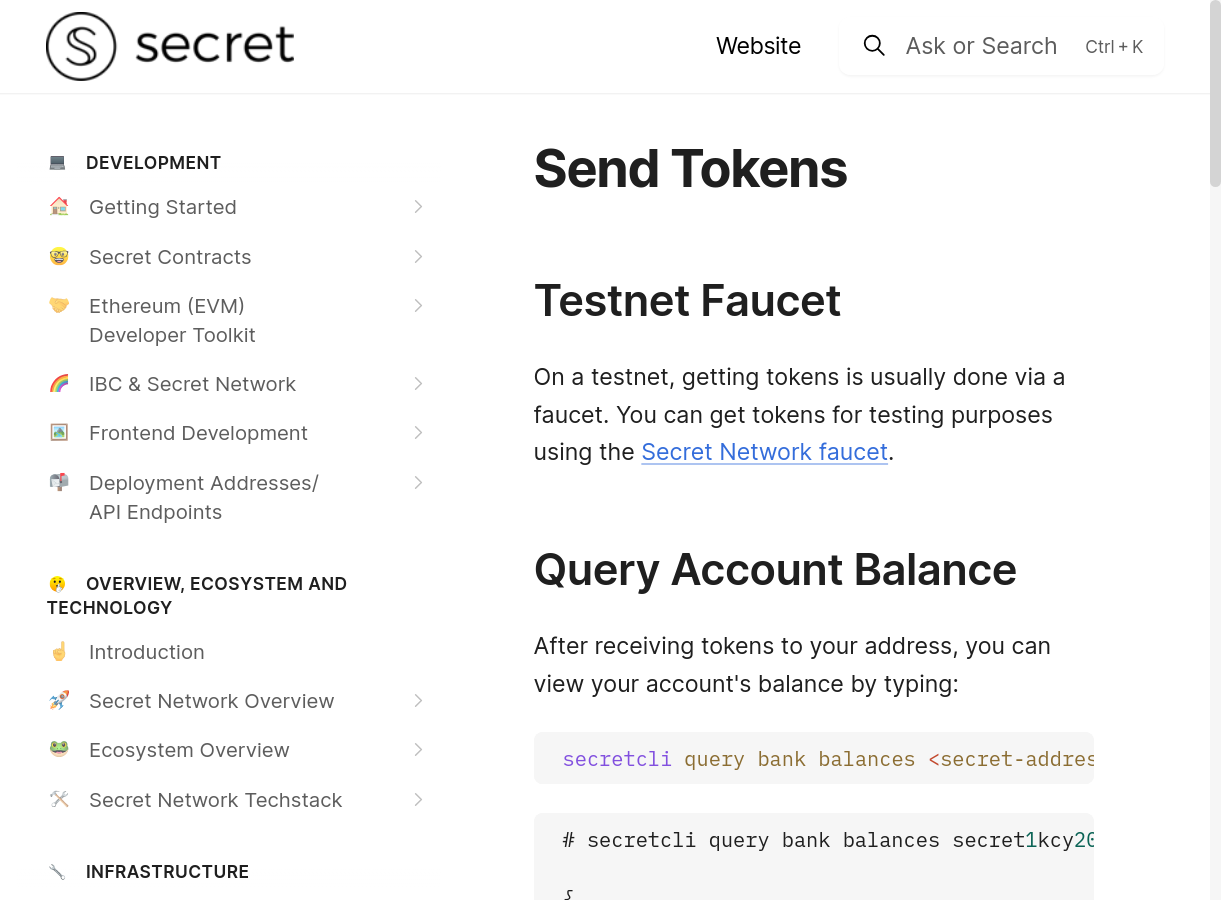 secret
Website
Ask or Search Ctrl + K
DEVELOPMENT
Getting Started
Secret Contracts
Ethereum (EVM)
Developer Toolkit
IBC & Secret Network
Frontend Development
Deployment Addresses/
API Endpoints
OVERVIEW, ECOSYSTEM AND
TECHNOLOGY
Introduction
Secret Network Overview
Ecosystem Overview
Secret Network Techstack
INFRASTRUCTURE
Send Tokens
Testnet Faucet
On a testnet, getting tokens is usually done via a
faucet. You can get tokens for testing purposes
using the Secret Network faucet.
Query Account Balance
After receiving tokens to your address, you can
view your account's balance by typing:
secretcli query bank balances <secret-addres
# secretcli query bank balances secret1kcy20
{